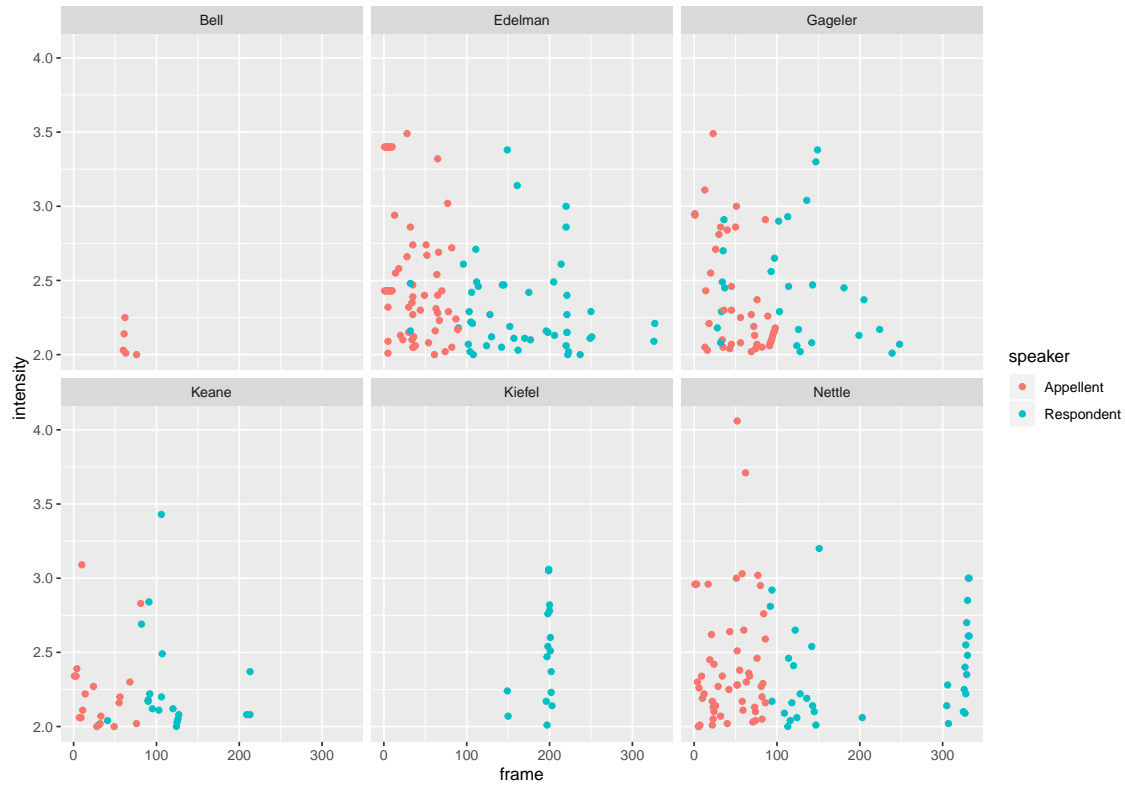 Bell
Edelman
Gageler
4.0
3.5
3.0
2.5
2.0
Keane
Kiefel
Nettle
4.0
3.5
3.0
2.5
2.0
0 100 200 300
0 100 200 300
0 100 200 300
frame
intensity
speaker
Appellent
Respondent